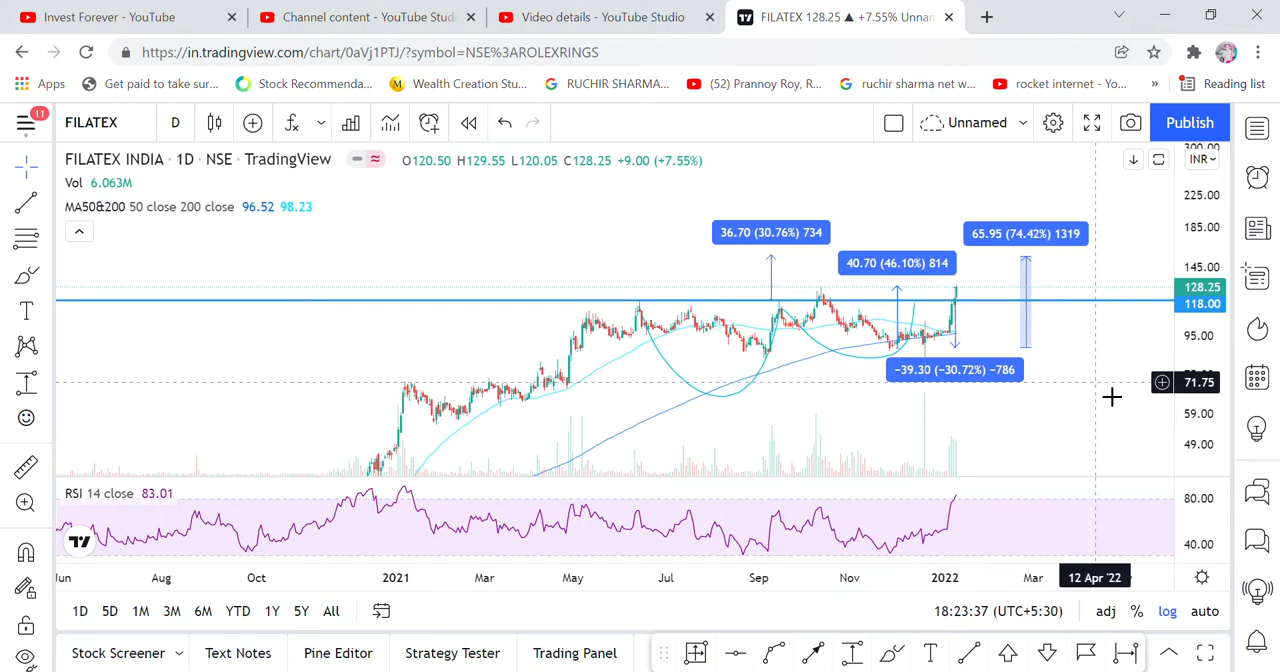 Invest Forever - YouTube
Channel content - YouTube Studi
Video details - YouTube Studio
FILATEX 128.25 ▲ +7.55% Unnan
https://in.tradingview.com/chart/0aVj1PTJ/?symbol=NSE%3AROLEXRINGS
Apps
Get paid to take sur...
Stock Recommenda...
Wealth Creation Stu...
RUCHIR SHARMA...
(52) Prannoy Roy, R...
ruchir sharma net w...
rocket internet - Yo...
»
Reading list
11
FILATEX
D
Unnamed
Publish
FILATEX INDIA · 1D · NSE · TradingView
O120.50 H129.55 L120.05 C128.25 +9.00 (+7.55%)
INR
Vol 6.063M
MA50&200 50 close 200 close 96.52 98.23
300.00
225.00
185.00
145.00
128.25
118.00
95.00
71.75
59.00
49.00
36.70 (30.76%) 734
65.95 (74.42%) 1319
40.70 (46.10%) 814
−39.30 (−30.72%) −786
RSI 14 close 83.01
80.00
40.00
Jun
Aug
Oct
2021
Mar
May
Jul
Sep
Nov
2022
Mar
12 Apr '22
1D 5D 1M 3M 6M YTD 1Y 5Y All
18:23:37 (UTC+5:30)
adj % log auto
Stock Screener
Text Notes
Pine Editor
Strategy Tester
Trading Panel